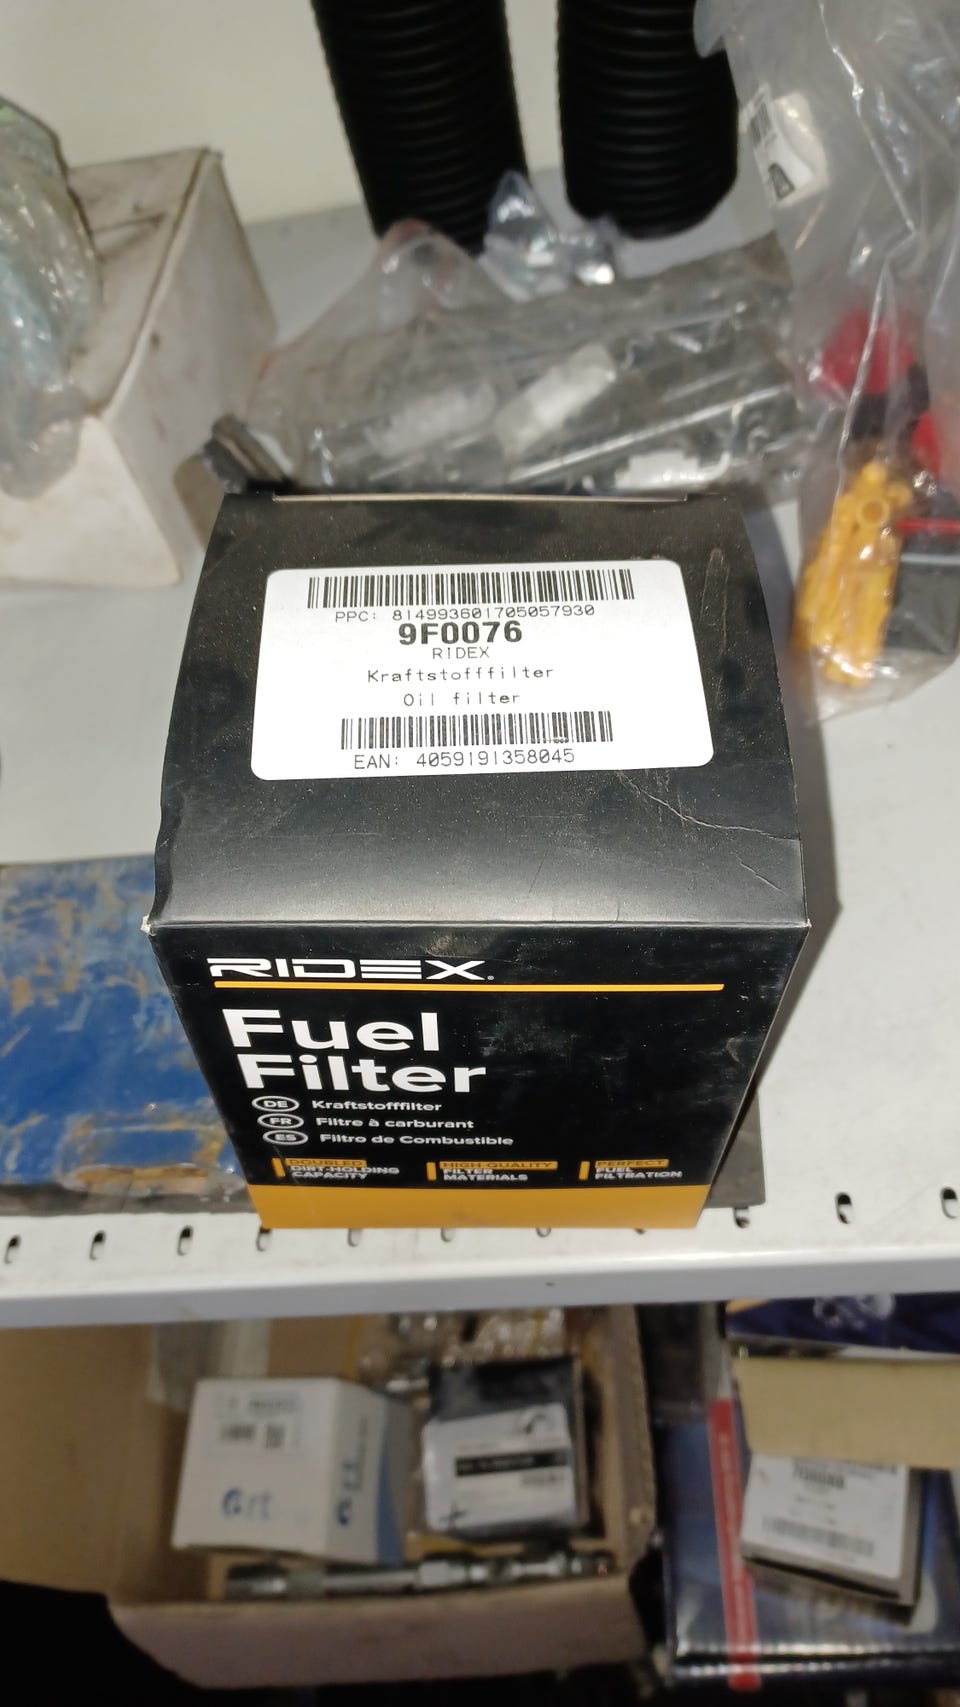 PPC: 814993601705057930
9F0076
RIDEX
Kraftstofffilter
Oil filter
EAN: 4059191358045
RIDEX
Fuel
Filter
DE Kraftstofffilter
FR Filtre à carburant
ES Filtro de Combustible
DOUBLED
DIRT-HOLDING
CAPACITY
HIGH-QUALITY
FILTER
MATERIALS
PERFECT
FUEL
FILTRATION